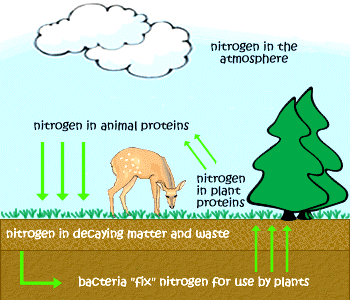 nitrogen in the
atmosphere
nitrogen in animal proteins
nitrogen
in plant
proteins
nitrogen in decaying matter and waste
bacteria "fix" nitrogen for use by plants